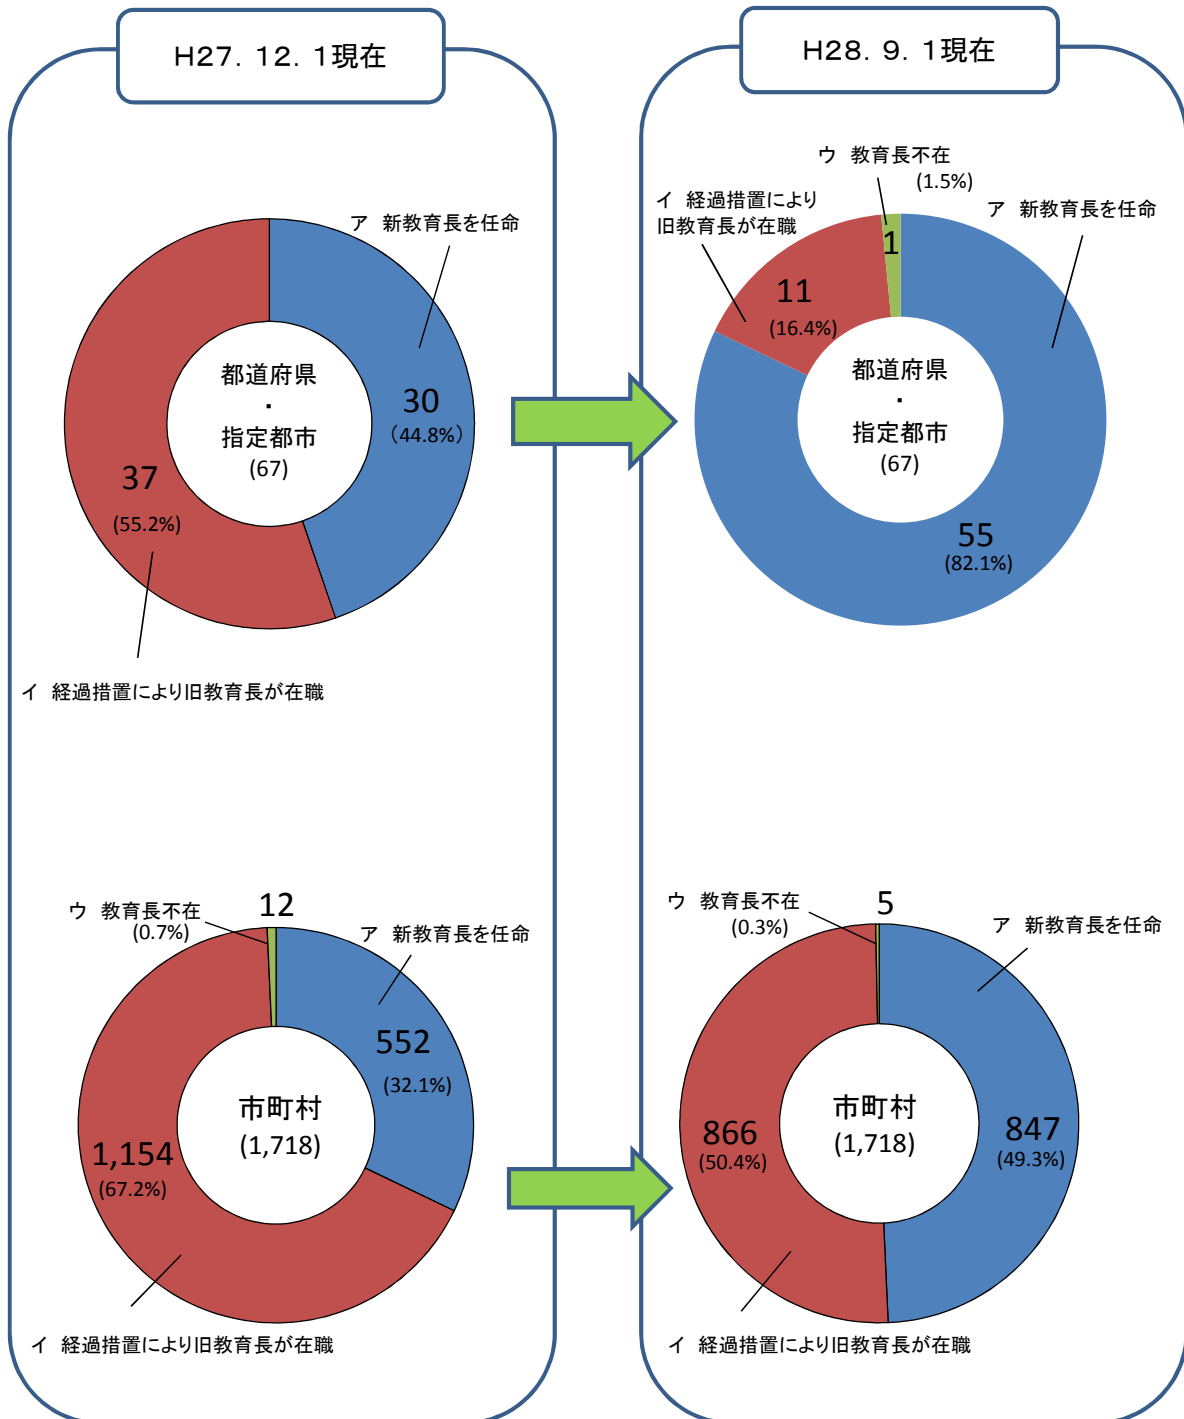 H27．12．1現在
ア　新教育長を任命
都道府県
・
指定都市
(67)
30
(44.8%)
37
(55.2%)
イ　経過措置により旧教育長が在職
ウ　教育長不在
(0.7%)
12
ア　新教育長を任命
552
(32.1%)
市町村
(1,718)
1,154
(67.2%)
イ　経過措置により旧教育長が在職
H28．9．1現在
ウ　教育長不在
(1.5%)
イ　経過措置により
旧教育長が在職
ア　新教育長を任命
1
11
(16.4%)
都道府県
・
指定都市
(67)
55
(82.1%)
ウ　教育長不在
(0.3%)
5
ア　新教育長を任命
市町村
(1,718)
866
(50.4%)
847
(49.3%)
イ　経過措置により旧教育長が在職